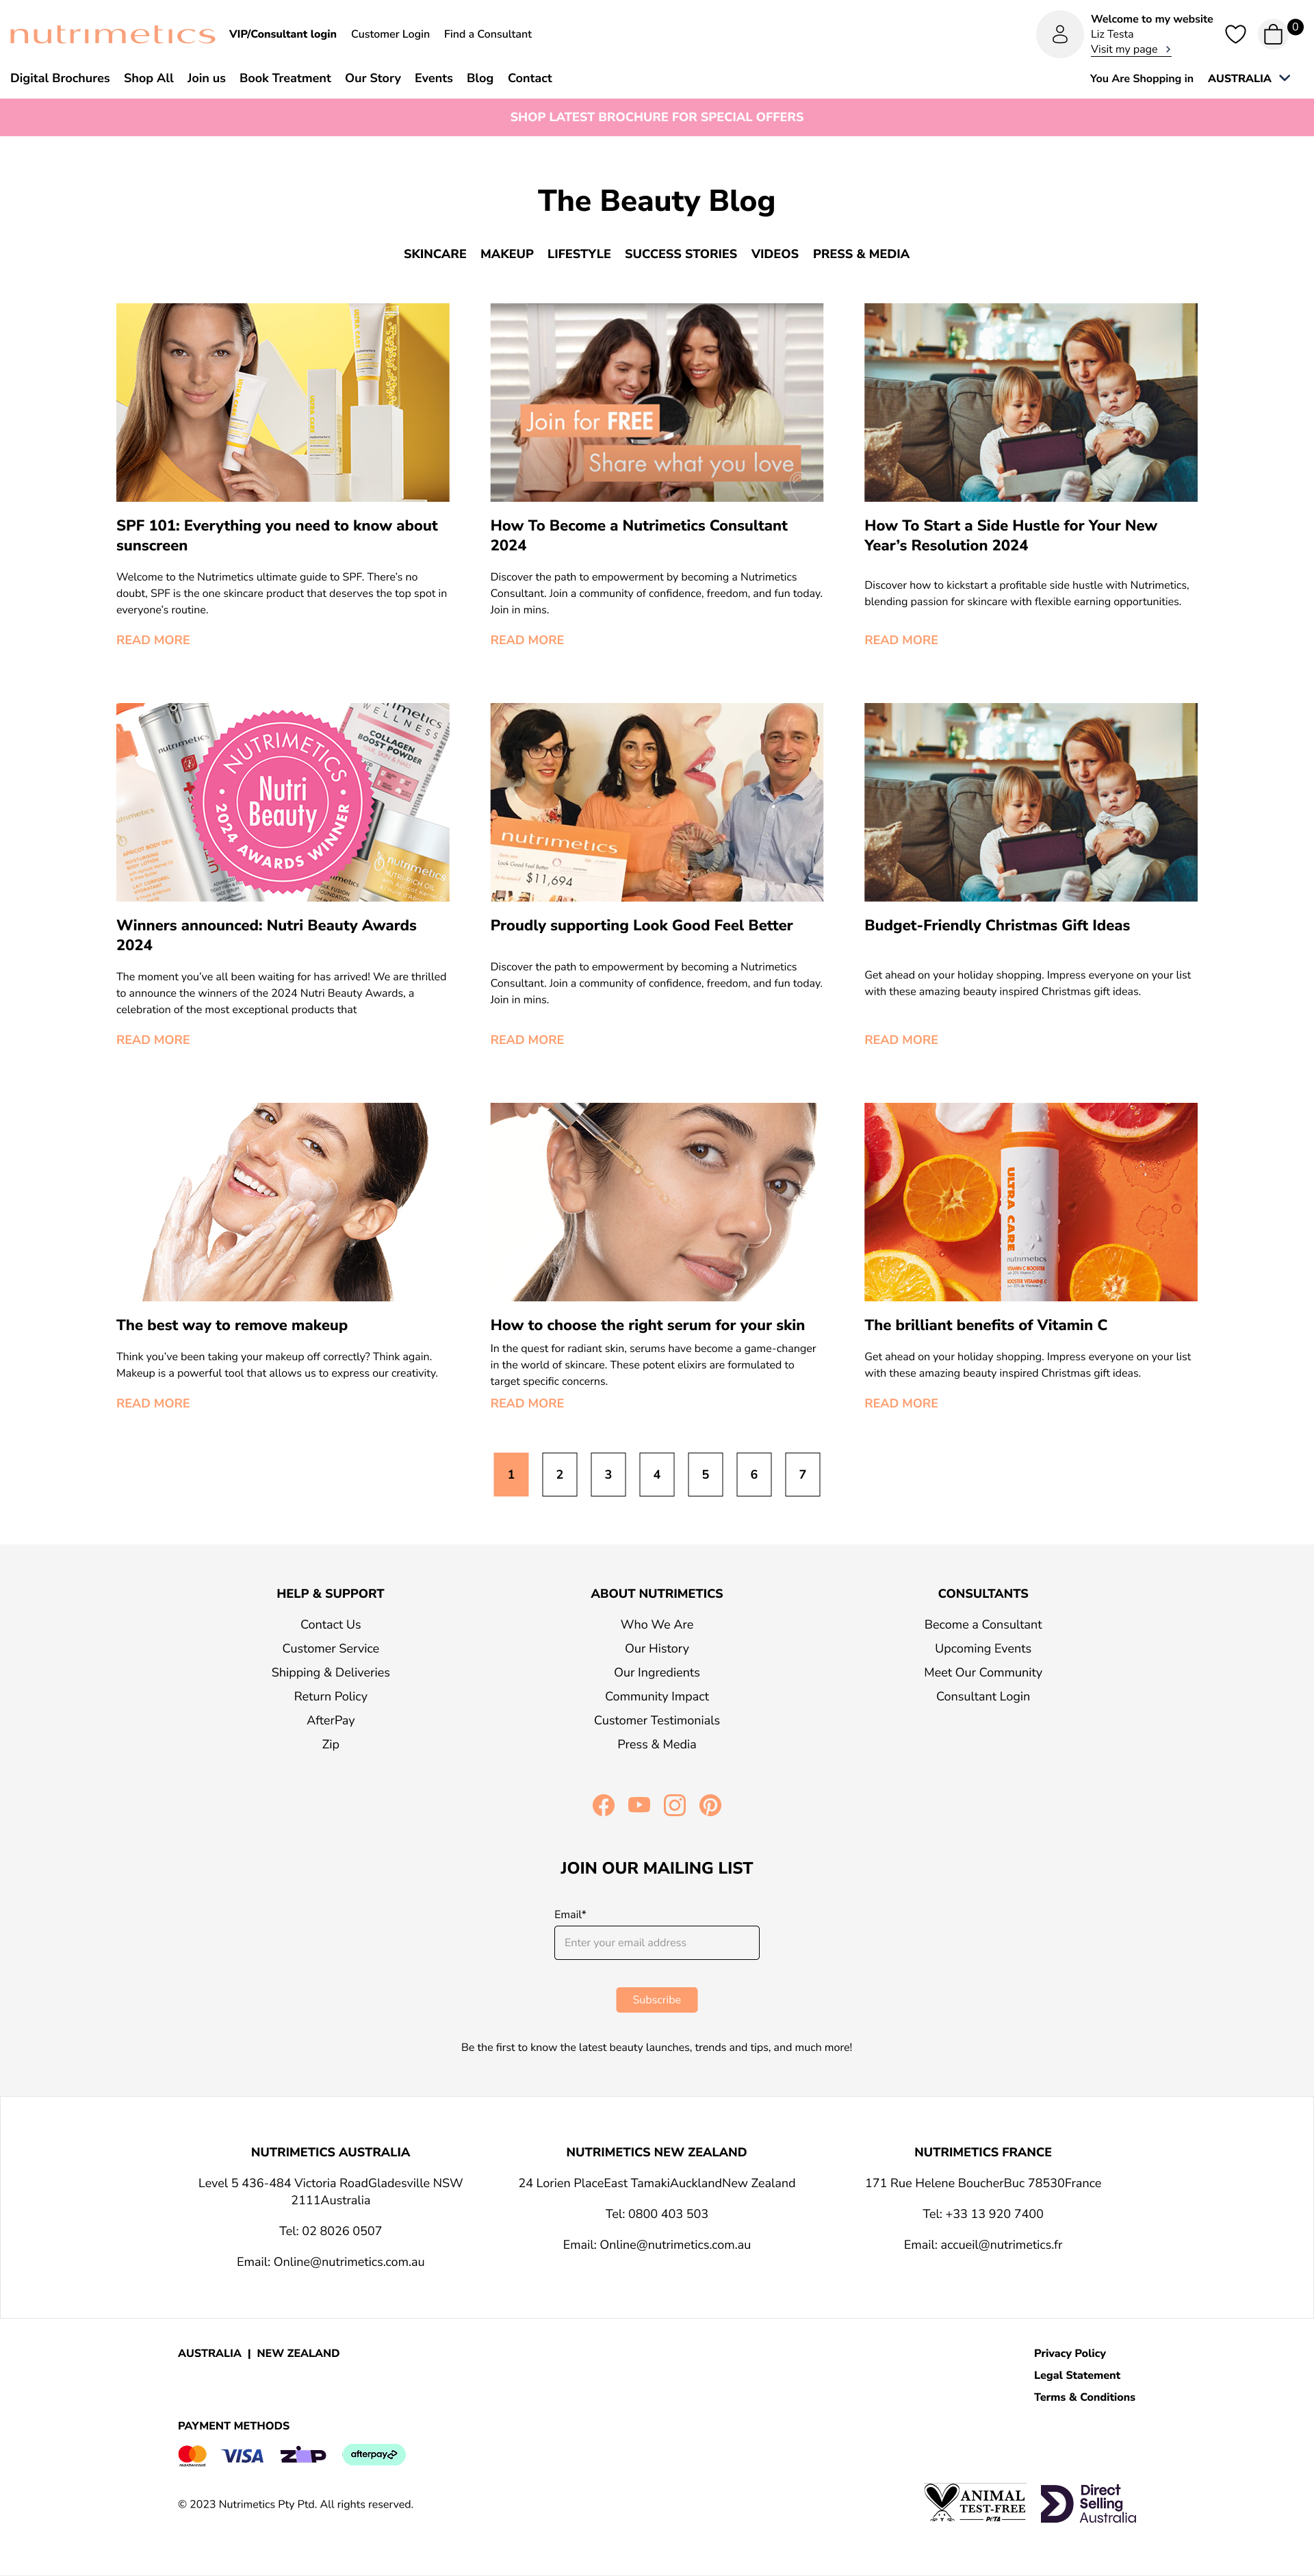 nutrimetics
VIP/Consultant login
Customer Login
Find a Consultant
Welcome to my website
Liz Testa
Visit my page
0
Digital Brochures
Shop All
Join us
Book Treatment
Our Story
Events
Blog
Contact
You Are Shopping in
AUSTRALIA
SHOP LATEST BROCHURE FOR SPECIAL OFFERS
The Beauty Blog
SKINCARE
MAKEUP
LIFESTYLE
SUCCESS STORIES
VIDEOS
PRESS & MEDIA
ULTRA CARE
Join for FREE
Share what you love
SPF 101: Everything you need to know about
sunscreen
Welcome to the Nutrimetics ultimate guide to SPF. There's no
doubt, SPF is the one skincare product that deserves the top spot in
everyone's routine.
READ MORE
How To Become a Nutrimetics Consultant
2024
Discover the path to empowerment by becoming a Nutrimetics
Consultant. Join a community of confidence, freedom, and fun today.
Join in mins.
READ MORE
How To Start a Side Hustle for Your New
Year's Resolution 2024
Discover how to kickstart a profitable side hustle with Nutrimetics,
blending passion for skincare with flexible earning opportunities.
READ MORE
nutrimetics
WELLNESS
COLLAGEN
BOOST POWDER
NUTRIMETICS
Nutri
Beauty
2024 AWARDS WINNER
APRICOT BODY DEW
nutrimetics
nutrimetics
Look Good Feel Better
$11,694
Winners announced: Nutri Beauty Awards
2024
The moment you've all been waiting for has arrived! We are thrilled
to announce the winners of the 2024 Nutri Beauty Awards, a
celebration of the most exceptional products that
READ MORE
Proudly supporting Look Good Feel Better
Discover the path to empowerment by becoming a Nutrimetics
Consultant. Join a community of confidence, freedom, and fun today.
Join in mins.
READ MORE
Budget-Friendly Christmas Gift Ideas
Get ahead on your holiday shopping. Impress everyone on your list
with these amazing beauty inspired Christmas gift ideas.
READ MORE
ULTRA CARE
nutrimetics
VITAMIN C BOOSTER
BOOSTER VITAMINE C
The best way to remove makeup
Think you've been taking your makeup off correctly? Think again.
Makeup is a powerful tool that allows us to express our creativity.
READ MORE
How to choose the right serum for your skin
In the quest for radiant skin, serums have become a game-changer
in the world of skincare. These potent elixirs are formulated to
target specific concerns.
READ MORE
The brilliant benefits of Vitamin C
Get ahead on your holiday shopping. Impress everyone on your list
with these amazing beauty inspired Christmas gift ideas.
READ MORE
1 2 3 4 5 6 7
HELP & SUPPORT
Contact Us
Customer Service
Shipping & Deliveries
Return Policy
AfterPay
Zip
ABOUT NUTRIMETICS
Who We Are
Our History
Our Ingredients
Community Impact
Customer Testimonials
Press & Media
CONSULTANTS
Become a Consultant
Upcoming Events
Meet Our Community
Consultant Login
JOIN OUR MAILING LIST
Email*
Enter your email address
Subscribe
Be the first to know the latest beauty launches, trends and tips, and much more!
NUTRIMETICS AUSTRALIA
Level 5 436-484 Victoria RoadGladesville NSW
2111Australia
Tel: 02 8026 0507
Email: Online@nutrimetics.com.au
NUTRIMETICS NEW ZEALAND
24 Lorien PlaceEast TamakiAucklandNew Zealand
Tel: 0800 403 503
Email: Online@nutrimetics.com.au
NUTRIMETICS FRANCE
171 Rue Helene BoucherBuc 78530France
Tel: +33 13 920 7400
Email: accueil@nutrimetics.fr
AUSTRALIA | NEW ZEALAND
Privacy Policy
Legal Statement
Terms & Conditions
PAYMENT METHODS
mastercard
VISA
ZIP
afterpay
© 2023 Nutrimetics Pty Ptd. All rights reserved.
ANIMAL
TEST-FREE
PETA
Direct
Selling
Australia